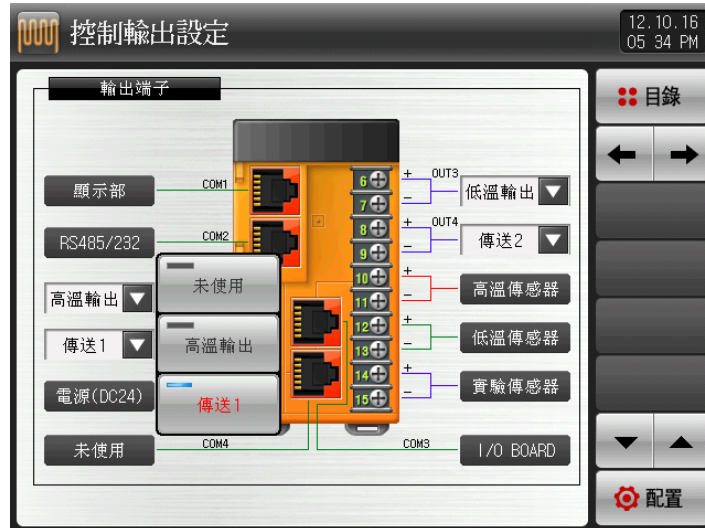 控制輸出設定
12.10.16
05 34 PM
輸出端子
目錄
顯示部
COM1
6
+
OUT3
低溫輸出
7
-
RS485/232
COM2
8
+
OUT4
傳送2
9
-
未使用
10
+
高溫傳感器
高溫輸出
11
-
12
+
低溫傳感器
傳送1
高溫輸出
13
-
14
+
實驗傳感器
電源(DC24)
傳送1
15
-
未使用
COM4
COM3
I/O BOARD
配置